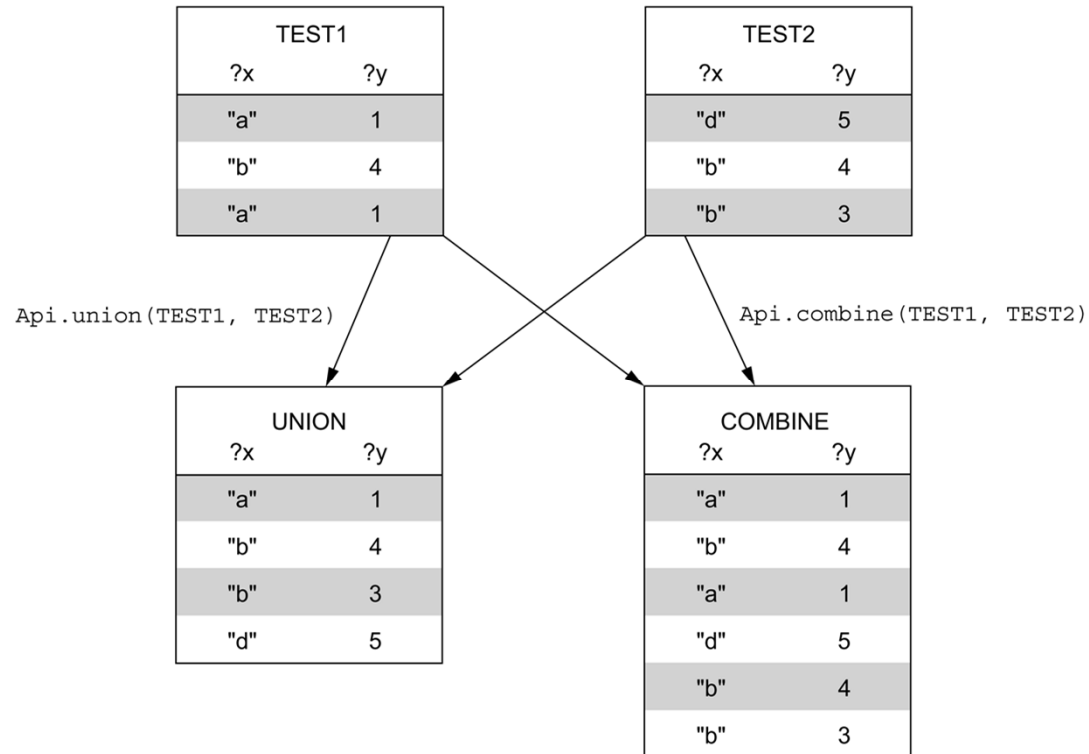 TEST1
?x ?y
"a" 1
"b" 4
"a" 1
TEST2
?x ?y
"d" 5
"b" 4
"b" 3
Api.union(TEST1, TEST2)
Api.combine(TEST1, TEST2)
UNION
?x ?y
"a" 1
"b" 4
"b" 3
"d" 5
COMBINE
?x ?y
"a" 1
"b" 4
"a" 1
"d" 5
"b" 4
"b" 3